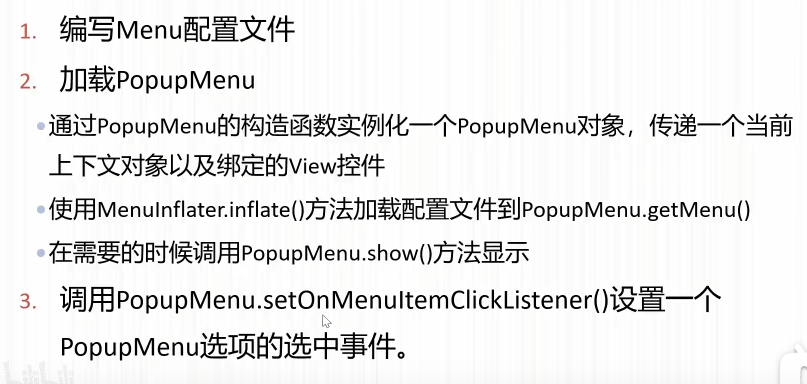 1. 编写Menu配置文件
2. 加载PopupMenu
•通过PopupMenu的构造函数实例化一个PopupMenu对象，传递一个当前
上下文对象以及绑定的View控件
•使用MenuInflater.inflate()方法加载配置文件到PopupMenu.getMenu()
•在需要的时候调用PopupMenu.show()方法显示
3. 调用PopupMenu.setOnMenuItemClickListener()设置一个
PopupMenu选项的选中事件。